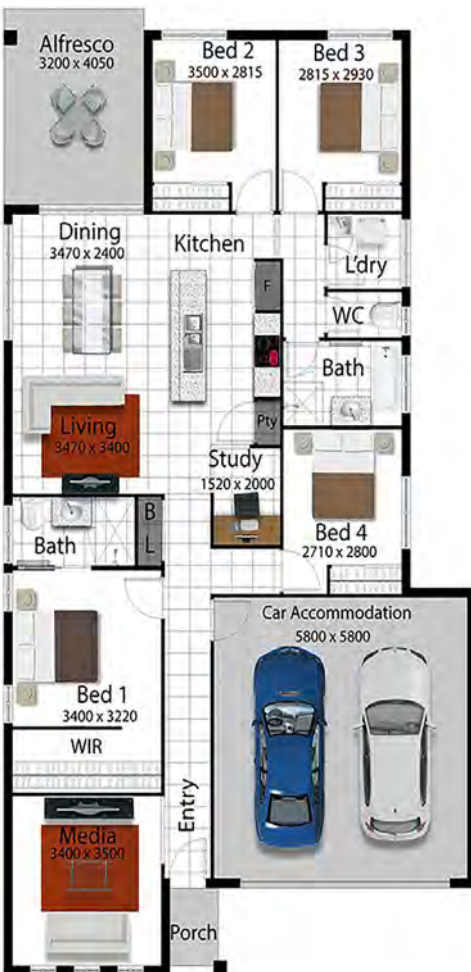 Alfresco
3200 x 4050
Bed 2
3500 x 2815
Bed 3
2815 x 2930
Dining
3470 x 2400
Kitchen
L'dry
F
WC
Bath
Living
3470 x 3400
Pty
Study
1520 x 2000
B
L
Bath
Bed 4
2710 x 2800
Car Accommodation
5800 x 5800
Bed 1
3400 x 3220
WIR
Entry
Media
3400 x 3500
Porch